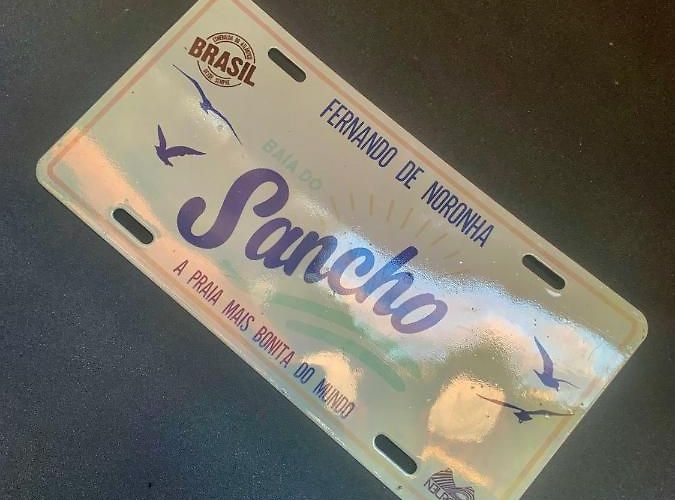 BRASIL
FERNANDO DE NORONHA
BAIA DO
Sancho
A PRAIA MAIS BONITA DO MUNDO